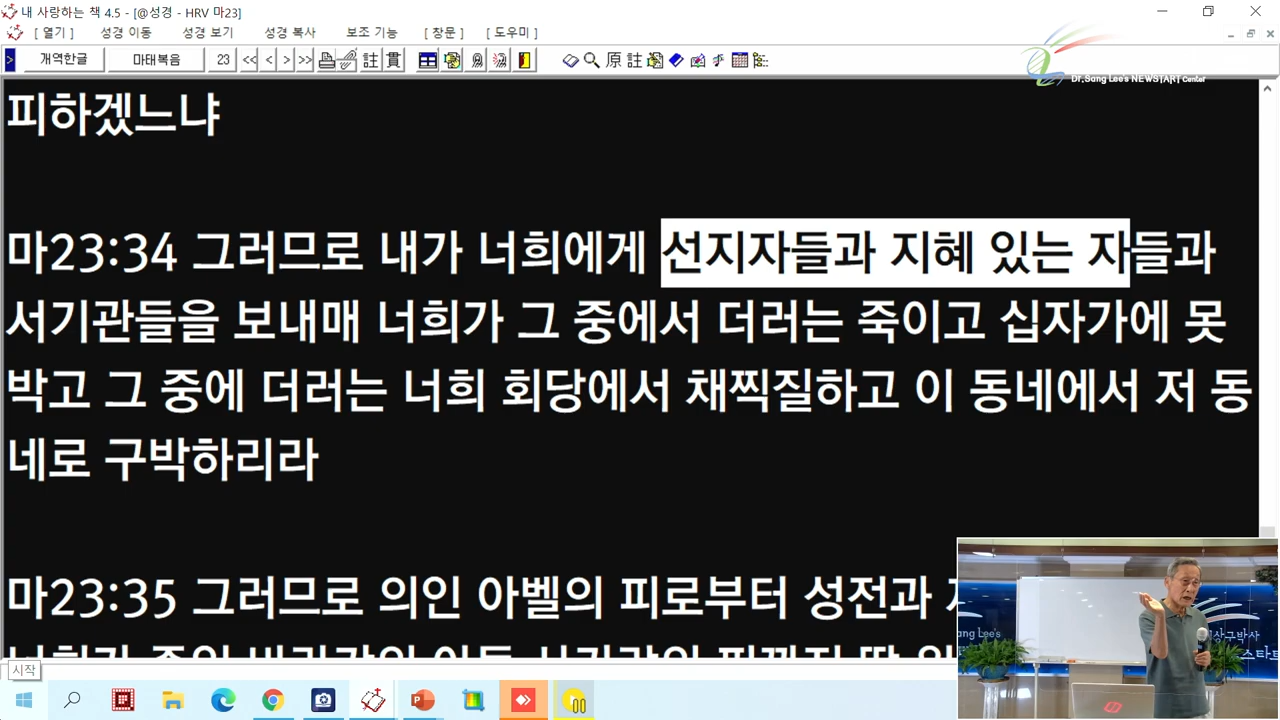 내 사랑하는 책 4.5 - [@성경 - HRV 마23]
[ 열기 ] 성경 이동 성경 보기 성경 복사 보조 기능 [ 창문 ] [ 도우미 ]
> 개역한글 마태복음 23 << < > >> 註 貫 原 註
Dr.Sang Lee's NEWSTART Center
피하겠느냐
마23:34 그러므로 내가 너희에게 선지자들과 지혜 있는 자들과
서기관들을 보내매 너희가 그 중에서 더러는 죽이고 십자가에 못
박고 그 중에 더러는 너희 회당에서 채찍질하고 이 동네에서 저 동
네로 구박하리라
마23:35 그러므로 의인 아벨의 피로부터 성전과
시작